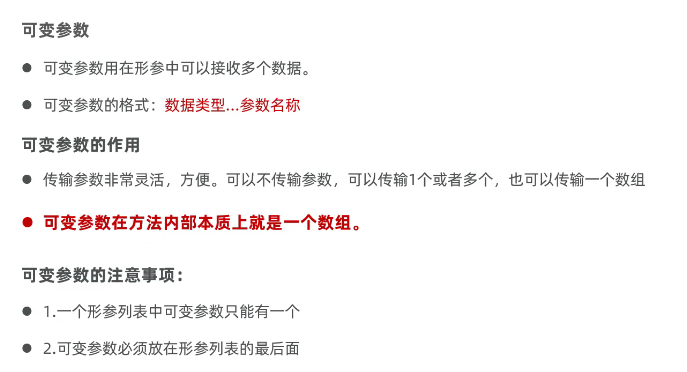 可变参数
● 可变参数用在形参中可以接收多个数据。
● 可变参数的格式：数据类型...参数名称
可变参数的作用
● 传输参数非常灵活，方便。可以不传输参数，可以传输1个或者多个，也可以传输一个数组
● 可变参数在方法内部本质上就是一个数组。
可变参数的注意事项：
● 1.一个形参列表中可变参数只能有一个
● 2.可变参数必须放在形参列表的最后面